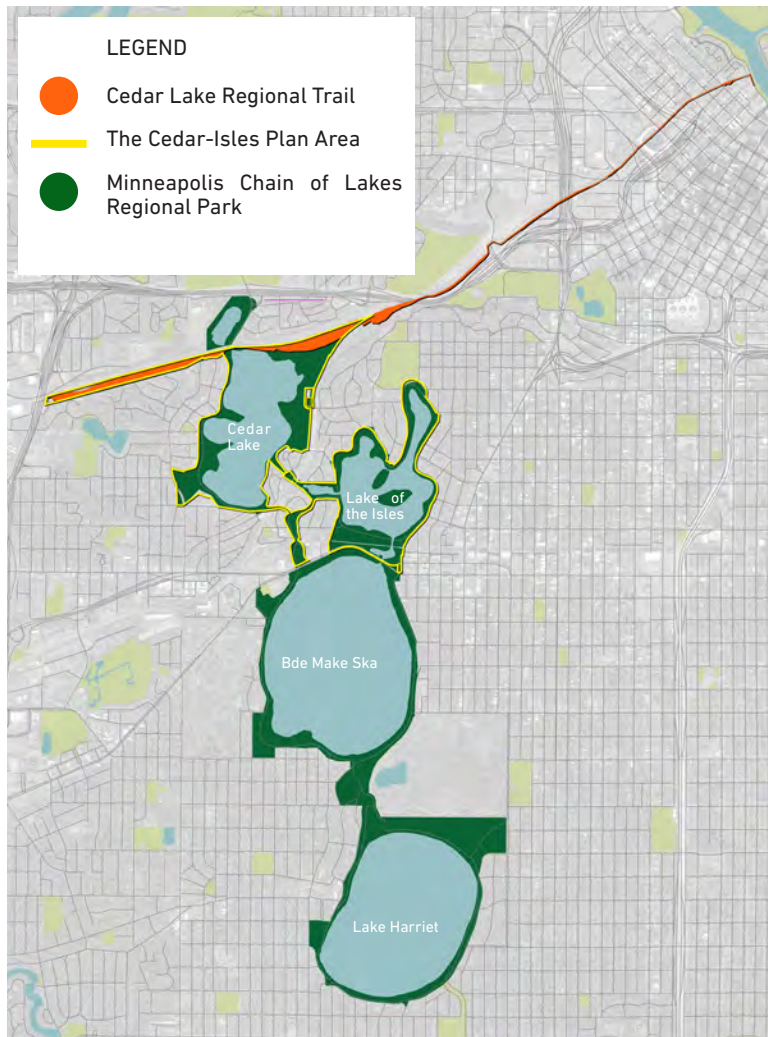 LEGEND
Cedar Lake Regional Trail
The Cedar-Isles Plan Area
Minneapolis Chain of Lakes
Regional Park
Cedar
Lake
Lake of
the Isles
Bde Make Ska
Lake Harriet